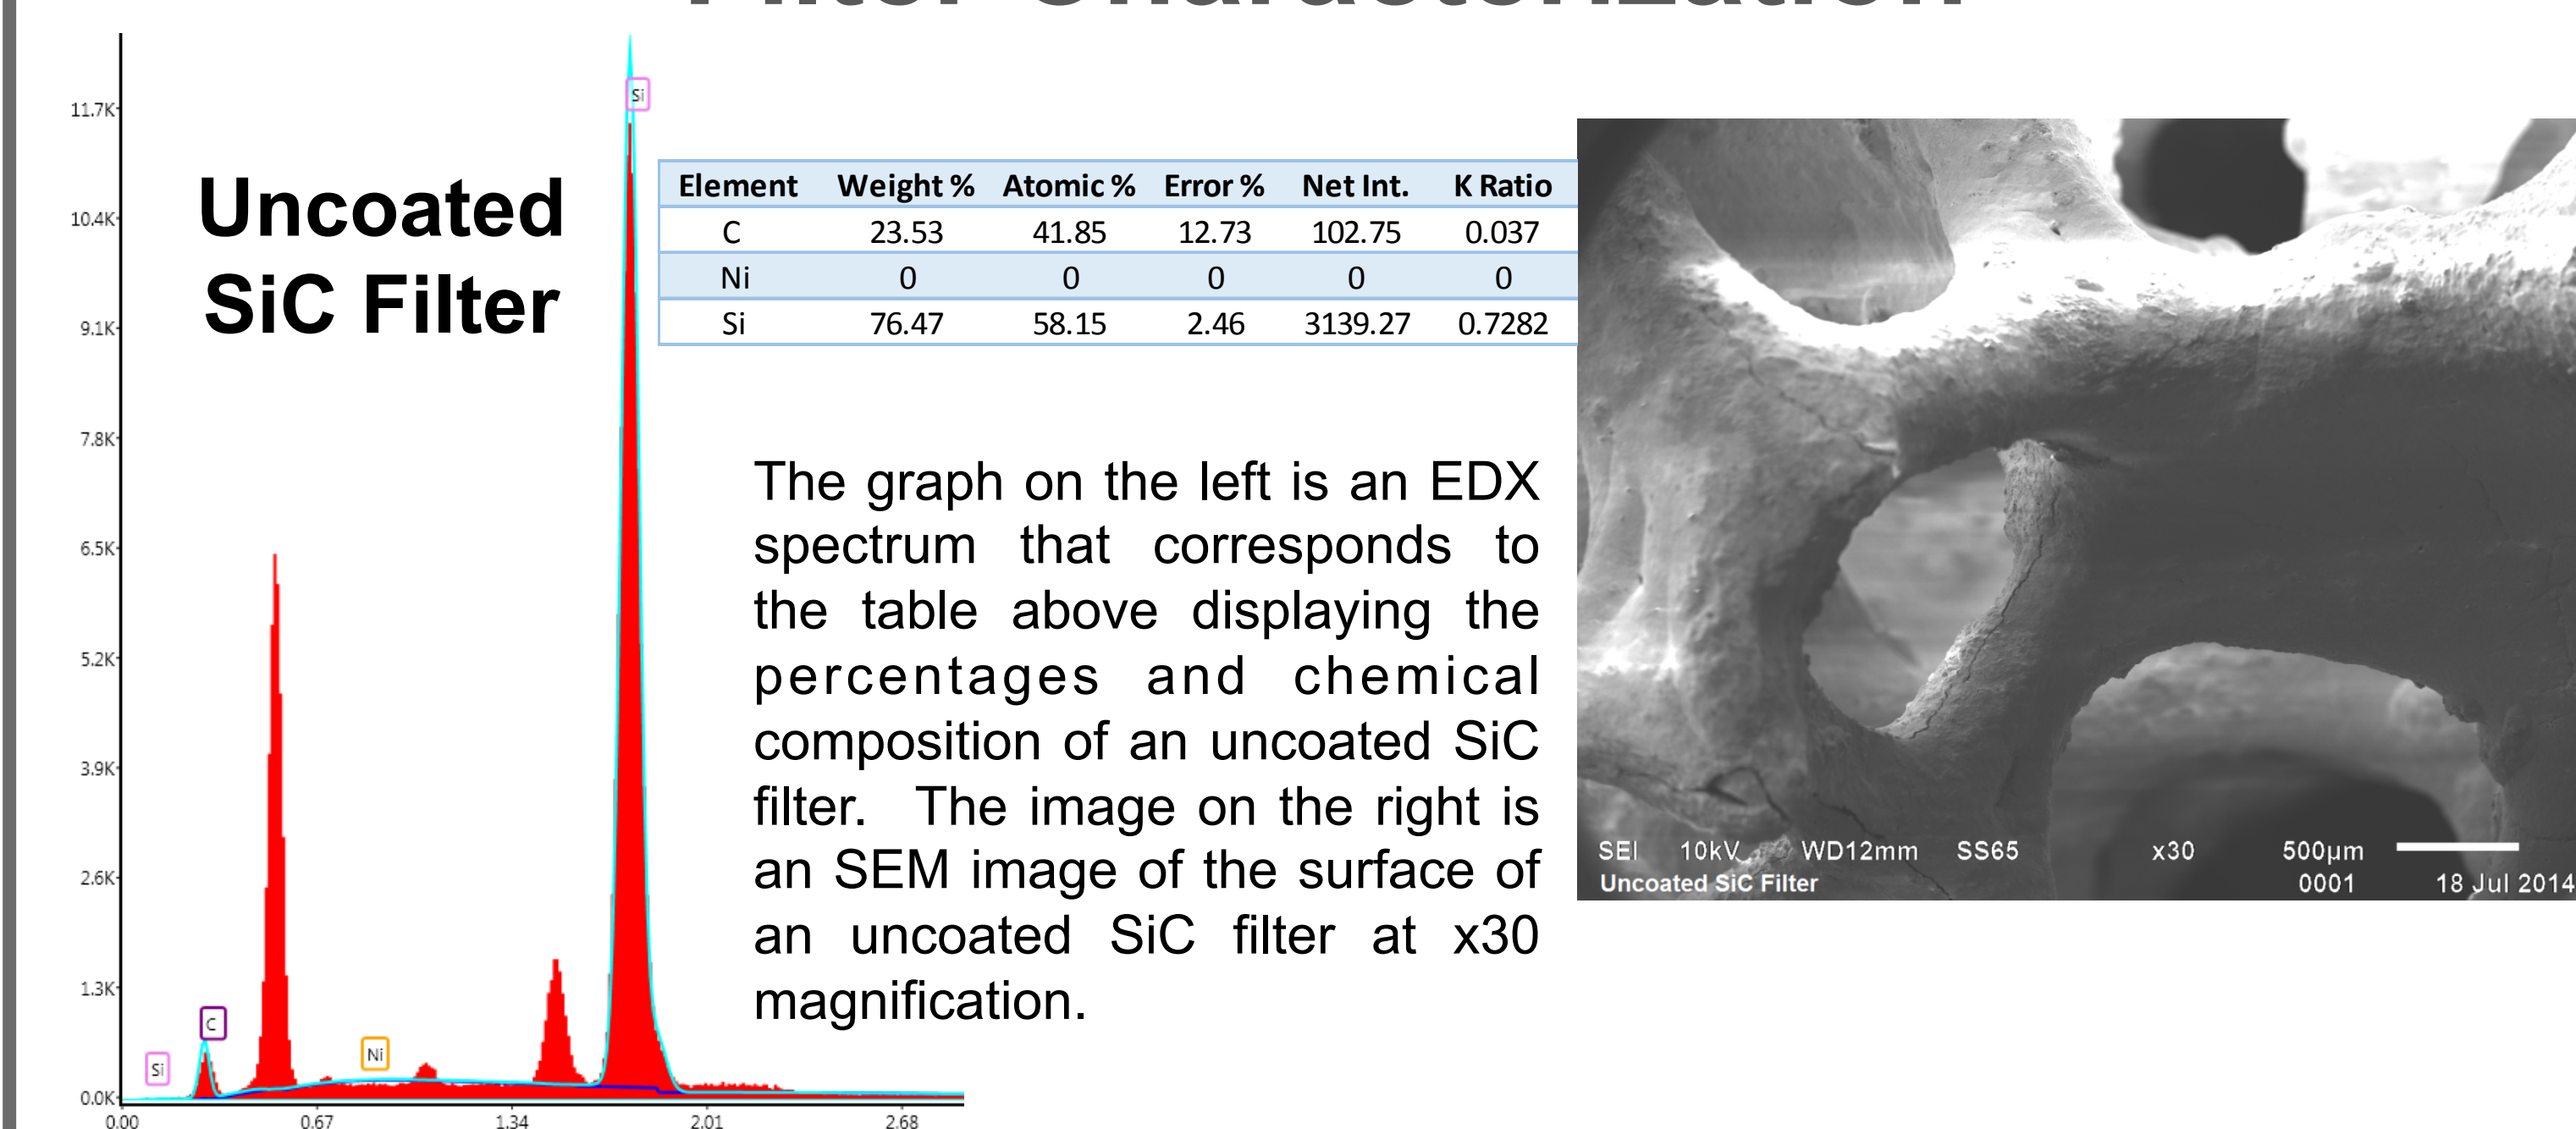 Filter Characterization
Uncoated
SiC Filter
11.7K
10.4K
9.1K
7.8K
6.5K
5.2K
3.9K
2.6K
1.3K
0.0K
0.00 0.67 1.34 2.01 2.68
Si
C
Si
Ni
Element Weight % Atomic % Error % Net Int. K Ratio
C 23.53 41.85 12.73 102.75 0.037
Ni 0 0 0 0 0
Si 76.47 58.15 2.46 3139.27 0.7282
The graph on the left is an EDX
spectrum that corresponds to
the table above displaying the
percentages and chemical
composition of an uncoated SiC
filter. The image on the right is
an SEM image of the surface of
an uncoated SiC filter at x30
magnification.
SEI 10kV WD12mm SS65 x30 500µm
Uncoated SiC Filter 0001 18 Jul 2014